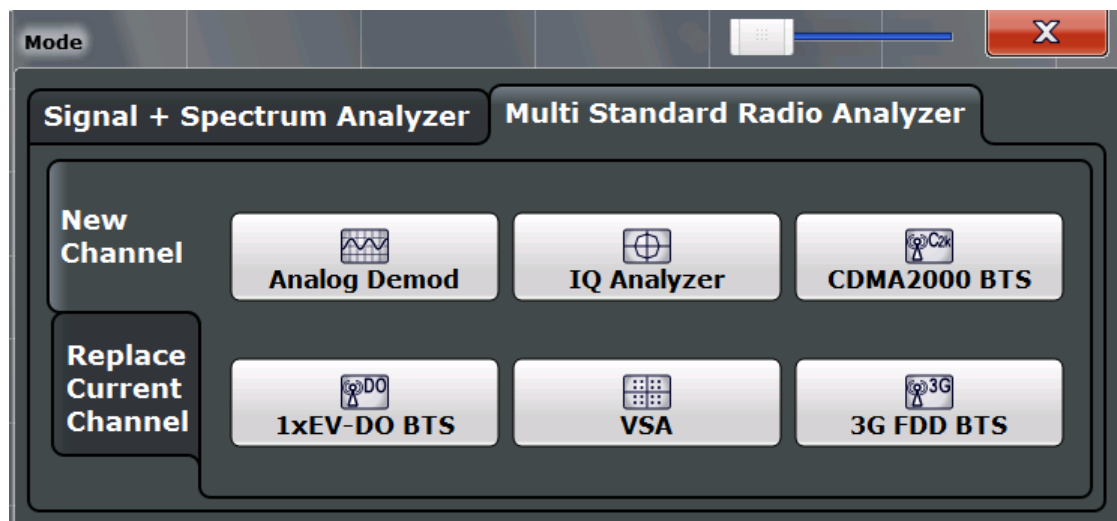 Mode
X
Signal + Spectrum Analyzer
Multi Standard Radio Analyzer
New
Channel
Analog Demod
IQ Analyzer
C2k
CDMA2000 BTS
Replace
Current
Channel
DO
1xEV-DO BTS
VSA
3G
3G FDD BTS